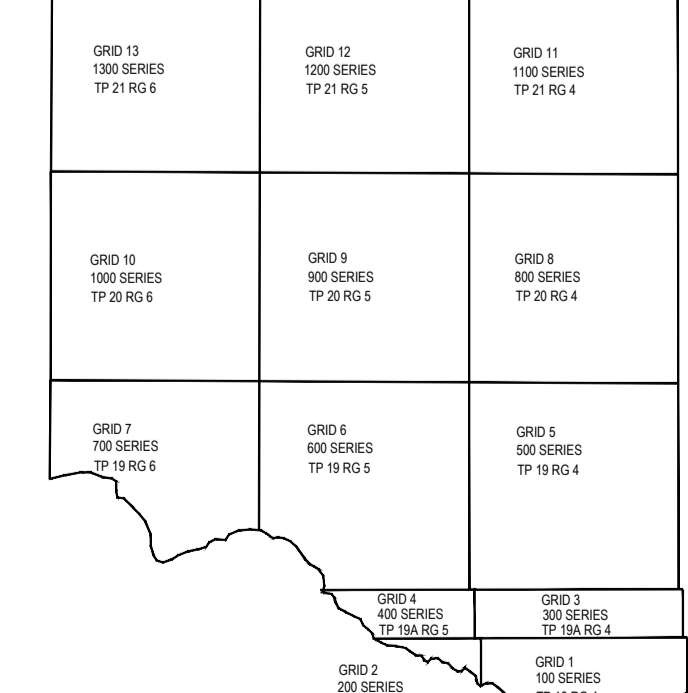 GRID 13
1300 SERIES
TP 21 RG 6
GRID 12
1200 SERIES
TP 21 RG 5
GRID 11
1100 SERIES
TP 21 RG 4
GRID 10
1000 SERIES
TP 20 RG 6
GRID 9
900 SERIES
TP 20 RG 5
GRID 8
800 SERIES
TP 20 RG 4
GRID 7
700 SERIES
TP 19 RG 6
GRID 6
600 SERIES
TP 19 RG 5
GRID 5
500 SERIES
TP 19 RG 4
GRID 4
400 SERIES
TP 19A RG 5
GRID 3
300 SERIES
TP 19A RG 4
GRID 2
200 SERIES
GRID 1
100 SERIES